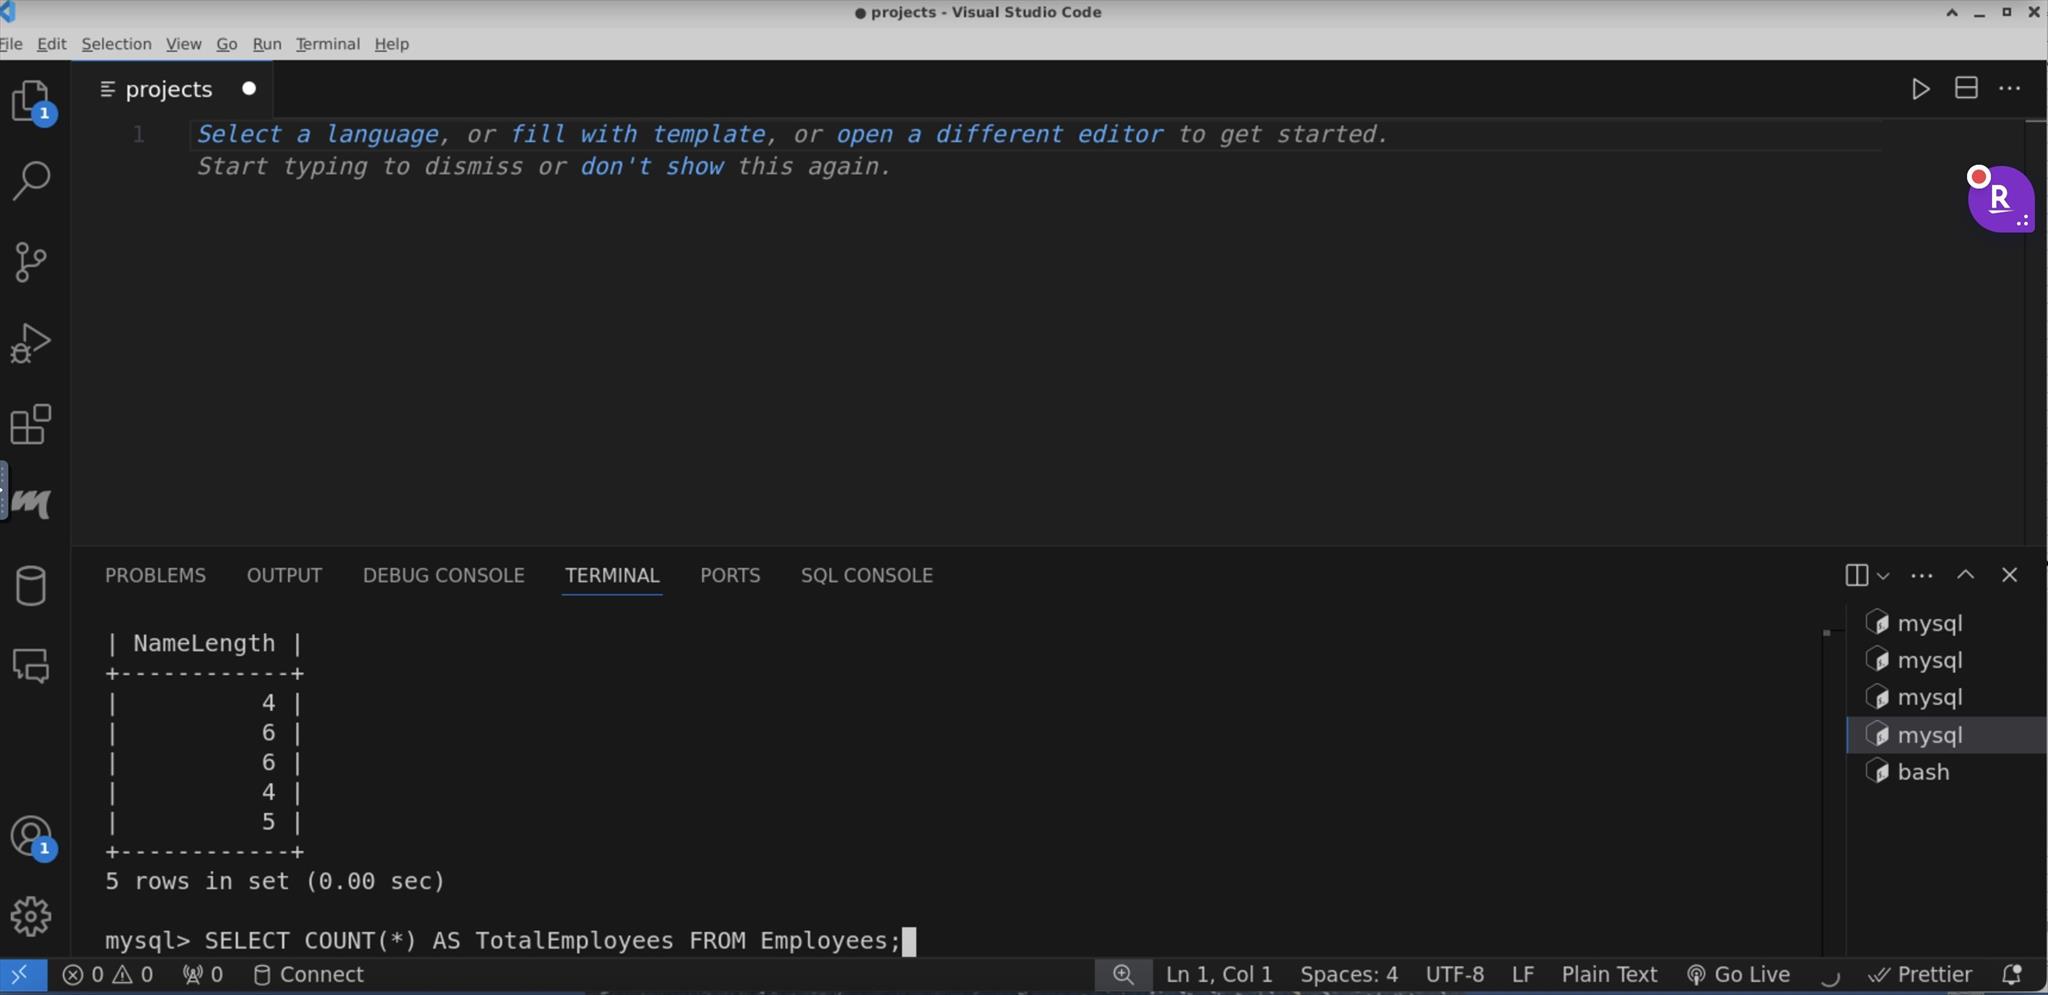 ● projects - Visual Studio Code
File Edit Selection View Go Run Terminal Help
projects
1 Select a language, or fill with template, or open a different editor to get started.
Start typing to dismiss or don't show this again.
1
R
PROBLEMS OUTPUT DEBUG CONSOLE TERMINAL PORTS SQL CONSOLE
| NameLength |
+------------+
|          4 |
|          6 |
|          6 |
|          4 |
|          5 |
+------------+
5 rows in set (0.00 sec)
mysql> SELECT COUNT(*) AS TotalEmployees FROM Employees;
mysql
mysql
mysql
mysql
bash
1
0 0 0 Connect Ln 1, Col 1 Spaces: 4 UTF-8 LF Plain Text Go Live Prettier